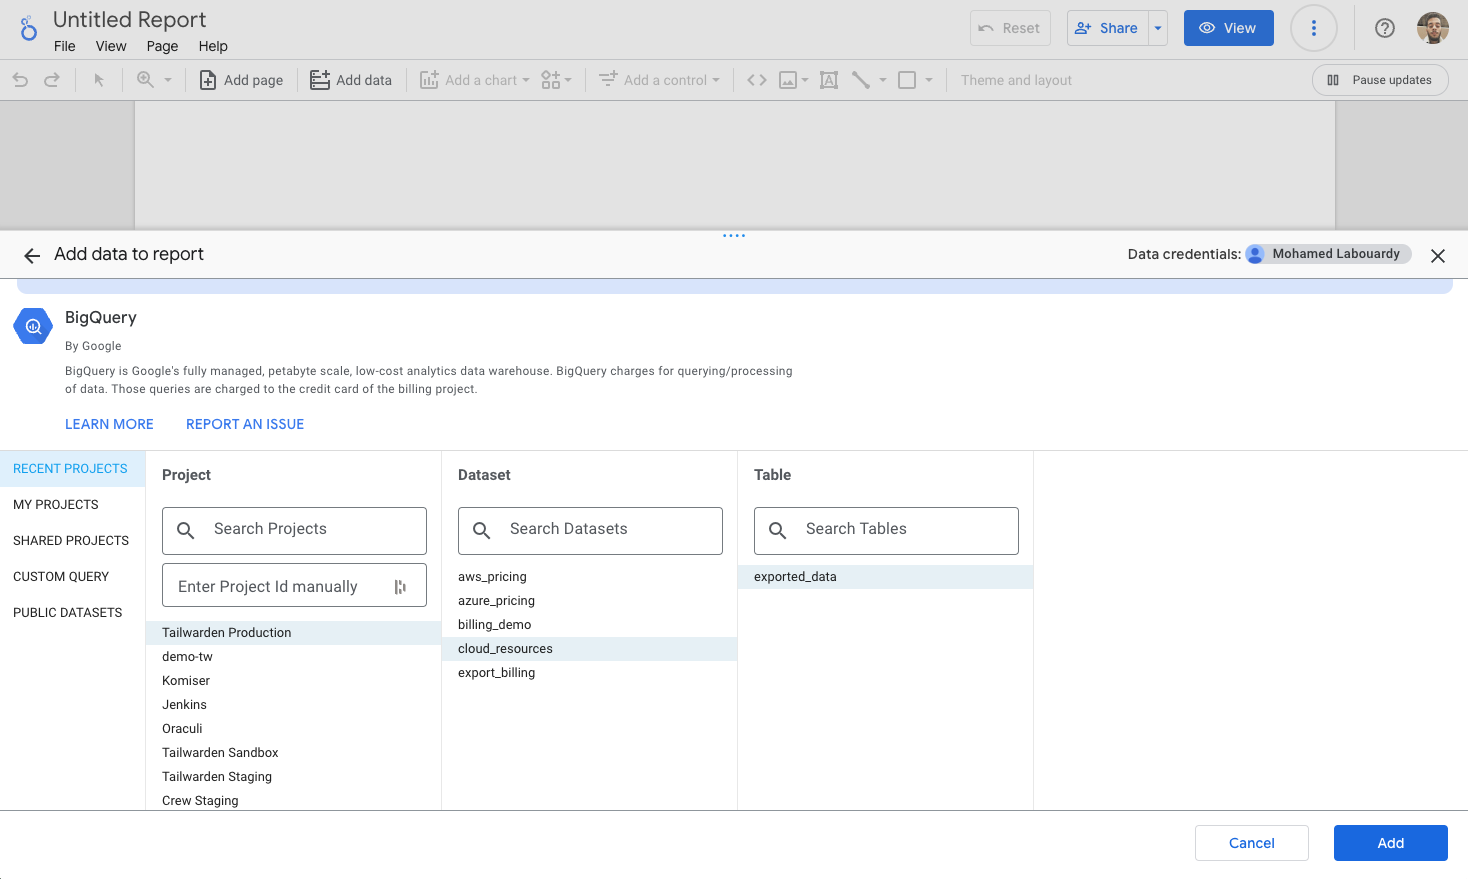 Untitled Report
File View Page Help
Reset
Share
View
Add page
Add data
Add a chart
Add a control
Theme and layout
Pause updates
Add data to report
Data credentials: Mohamed Labouardy
BigQuery
By Google
BigQuery is Google's fully managed, petabyte scale, low-cost analytics data warehouse. BigQuery charges for querying/processing
of data. Those queries are charged to the credit card of the billing project.
LEARN MORE REPORT AN ISSUE
RECENT PROJECTS
MY PROJECTS
SHARED PROJECTS
CUSTOM QUERY
PUBLIC DATASETS
Project
Search Projects
Enter Project Id manually
Tailwarden Production
demo-tw
Komiser
Jenkins
Oraculi
Tailwarden Sandbox
Tailwarden Staging
Crew Staging
Dataset
Search Datasets
aws_pricing
azure_pricing
billing_demo
cloud_resources
export_billing
Table
Search Tables
exported_data
Cancel
Add